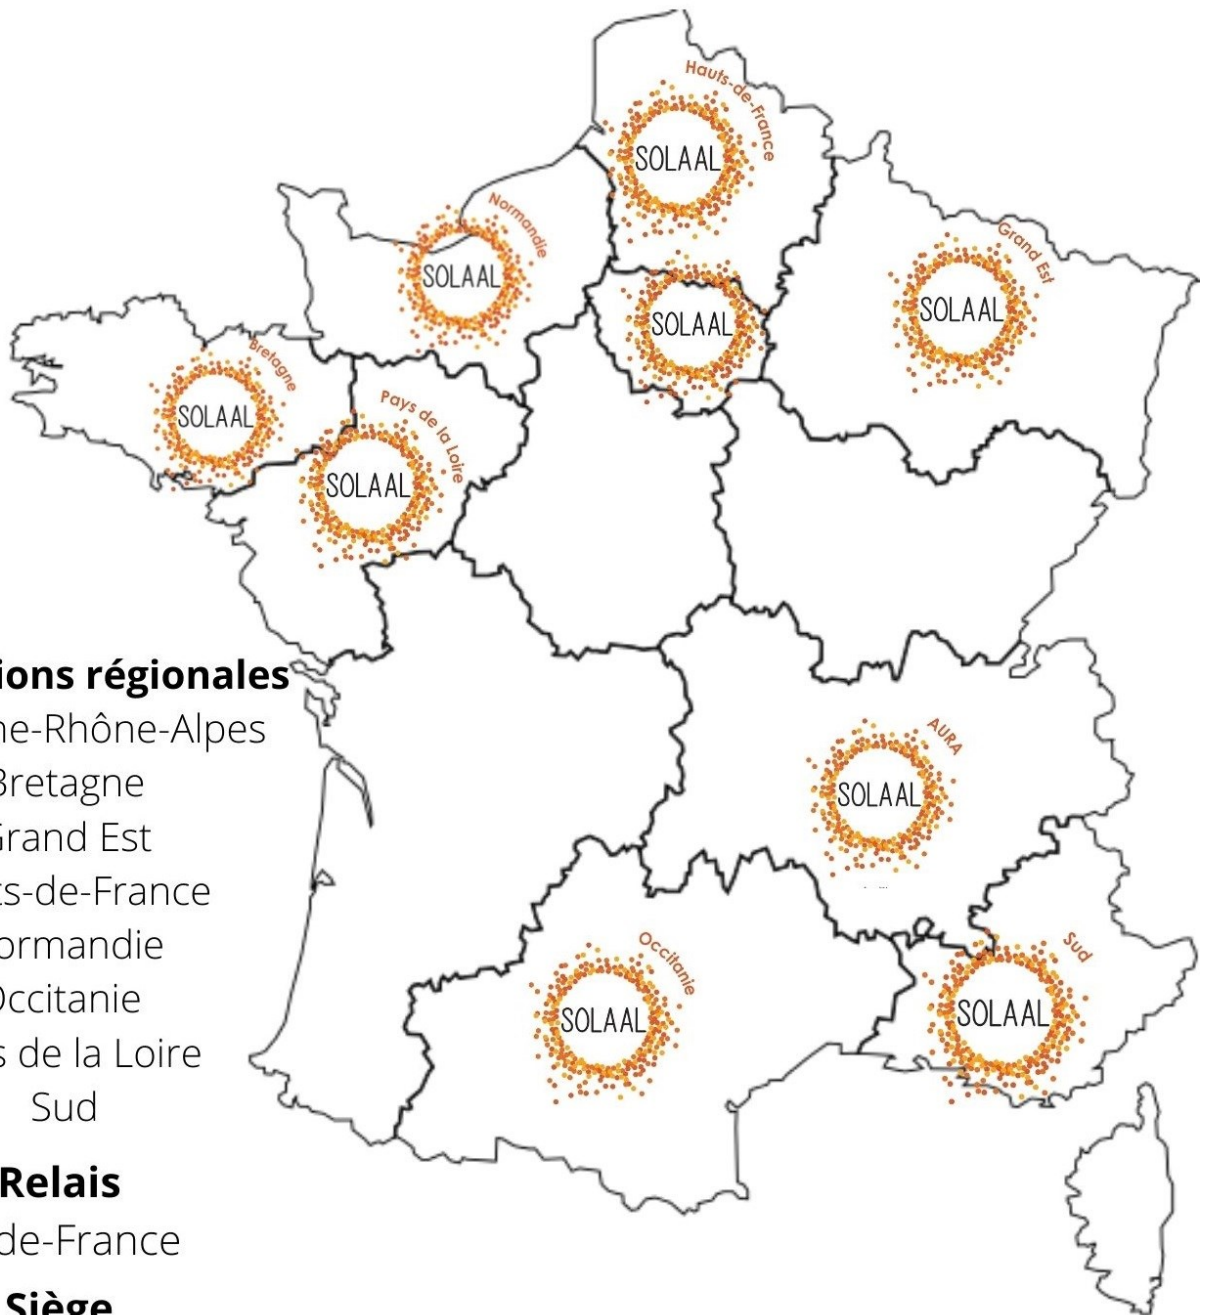 Hauts-de-France
SOLAAL
Normandie
SOLAAL
Grand Est
SOLAAL
SOLAAL
Bretagne
SOLAAL
Pays de la Loire
SOLAAL
ions régionales
ne-Rhône-Alpes
Bretagne
Grand Est
ts-de-France
ormandie
Occitanie
s de la Loire
Sud
AURA
SOLAAL
Occitanie
SOLAAL
Sud
SOLAAL
Relais
de-France
Siège